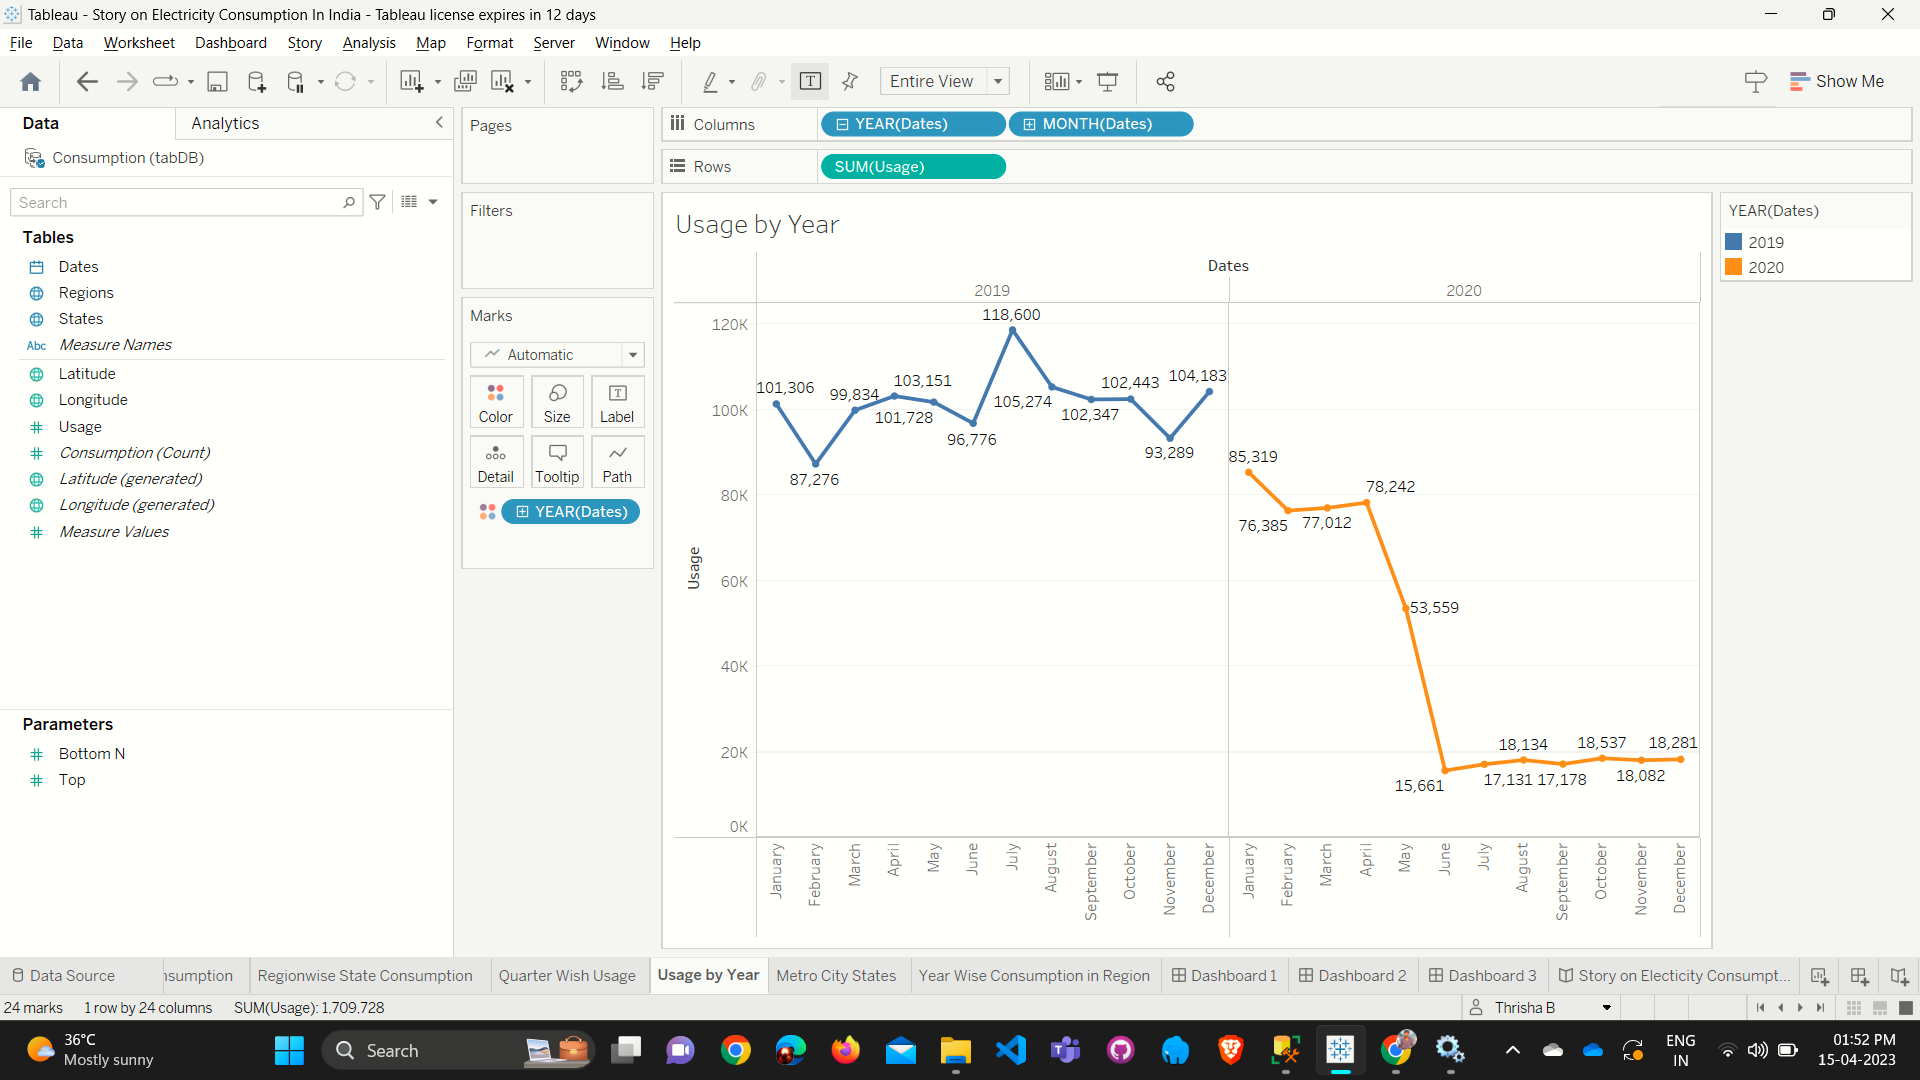 Tableau - Story on Electricity Consumption In India - Tableau license expires in 12 days
File Data Worksheet Dashboard Story Analysis Map Format Server Window Help
Entire View
Show Me
Data Analytics
Consumption (tabDB)
Search
Tables
Dates
Regions
States
Abc Measure Names
Latitude
Longitude
Usage
Consumption (Count)
Latitude (generated)
Longitude (generated)
Measure Values
Parameters
Bottom N
Top
Pages
Filters
Marks
Automatic
Color Size Label
Detail Tooltip Path
YEAR(Dates)
Columns YEAR(Dates) MONTH(Dates)
Rows SUM(Usage)
Usage by Year
Dates
2019 2020
Usage
120K
100K
80K
60K
40K
20K
0K
101,306
87,276
99,834
103,151
101,728
96,776
118,600
105,274
102,347
102,443
93,289
104,183
85,319
76,385
77,012
78,242
53,559
15,661
17,131
18,134
17,178
18,537
18,082
18,281
January
February
March
April
May
June
July
August
September
October
November
December
January
February
March
April
May
June
July
August
September
October
November
December
YEAR(Dates)
2019
2020
Data Source nsumption Regionwise State Consumption Quarter Wish Usage Usage by Year Metro City States Year Wise Consumption in Region Dashboard 1 Dashboard 2 Dashboard 3 Story on Electicity Consumpt...
24 marks 1 row by 24 columns SUM(Usage): 1,709,728 Thrisha B
36°C
Mostly sunny
Search
ENG
IN
01:52 PM
15-04-2023